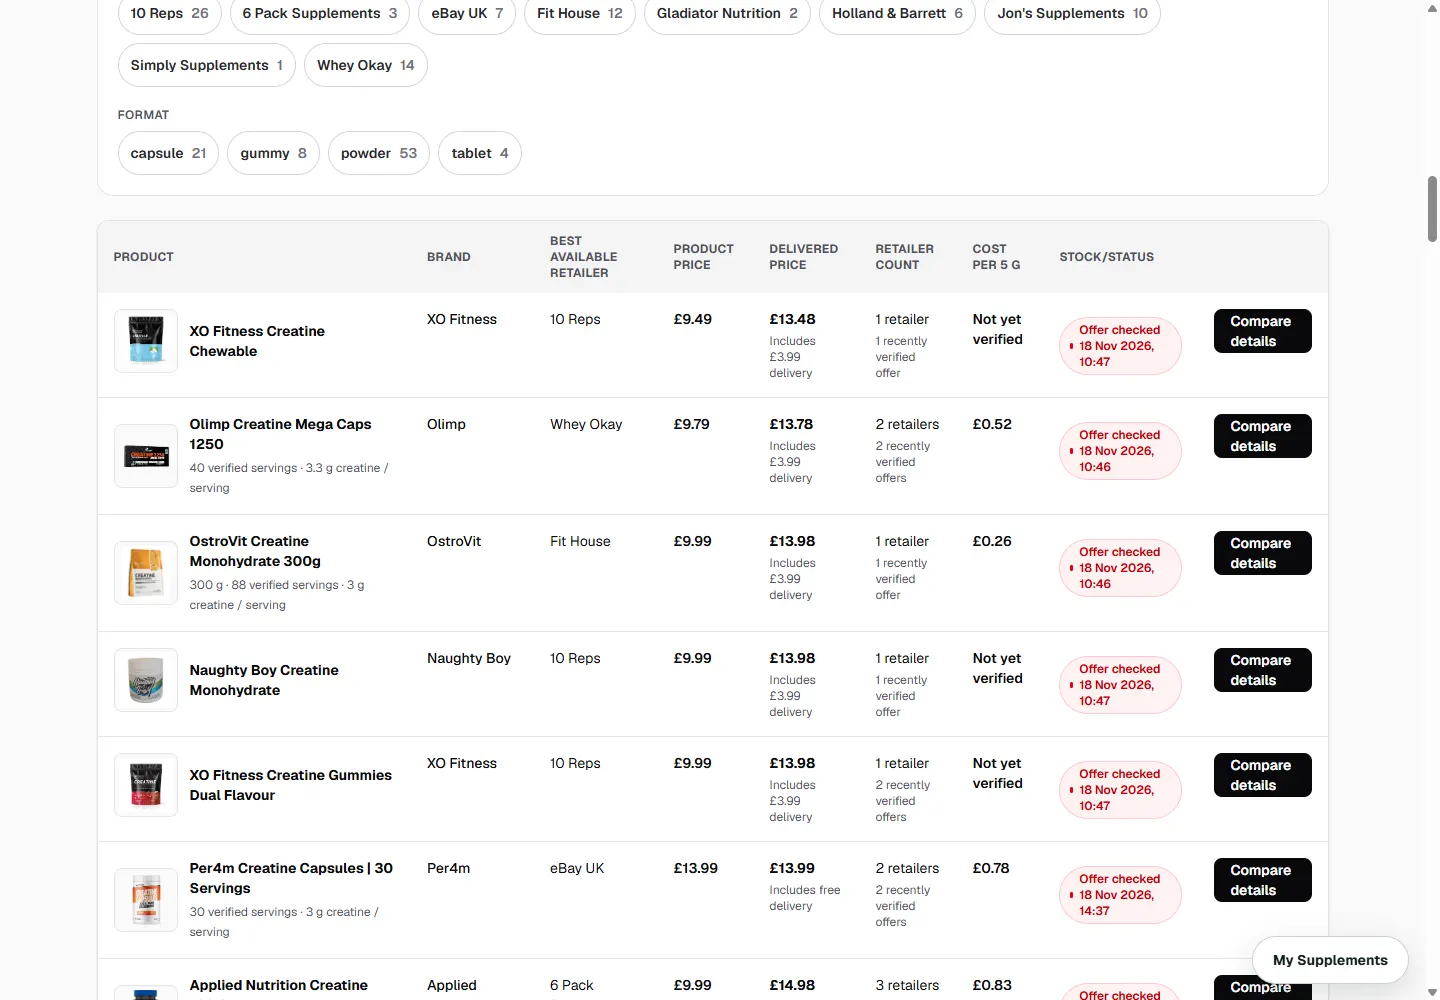 10 Reps 26
6 Pack Supplements 3
eBay UK 7
Fit House 12
Gladiator Nutrition 2
Holland & Barrett 6
Jon's Supplements 10
Simply Supplements 1
Whey Okay 14
FORMAT
capsule 21
gummy 8
powder 53
tablet 4
PRODUCT
BRAND
BEST
AVAILABLE
RETAILER
PRODUCT
PRICE
DELIVERED
PRICE
RETAILER
COUNT
COST
PER 5 G
STOCK/STATUS
XO Fitness Creatine
Chewable
XO Fitness
10 Reps
£9.49
£13.48
Includes
£3.99
delivery
1 retailer
1 recently
verified
offer
Not yet
verified
Offer checked
18 Nov 2026,
10:47
Compare
details
Olimp Creatine Mega Caps
1250
40 verified servings · 3.3 g creatine /
serving
Olimp
Whey Okay
£9.79
£13.78
Includes
£3.99
delivery
2 retailers
2 recently
verified
offers
£0.52
Offer checked
18 Nov 2026,
10:46
Compare
details
OstroVit Creatine
Monohydrate 300g
300 g · 88 verified servings · 3 g
creatine / serving
OstroVit
Fit House
£9.99
£13.98
Includes
£3.99
delivery
1 retailer
1 recently
verified
offer
£0.26
Offer checked
18 Nov 2026,
10:46
Compare
details
Naughty Boy Creatine
Monohydrate
Naughty Boy
10 Reps
£9.99
£13.98
Includes
£3.99
delivery
1 retailer
1 recently
verified
offer
Not yet
verified
Offer checked
18 Nov 2026,
10:47
Compare
details
XO Fitness Creatine Gummies
Dual Flavour
XO Fitness
10 Reps
£9.99
£13.98
Includes
£3.99
delivery
1 retailer
2 recently
verified
offers
Not yet
verified
Offer checked
18 Nov 2026,
10:47
Compare
details
Per4m Creatine Capsules | 30
Servings
30 verified servings · 3 g creatine /
serving
Per4m
eBay UK
£13.99
£13.99
Includes free
delivery
2 retailers
2 recently
verified
offers
£0.78
Offer checked
18 Nov 2026,
14:37
Compare
details
My Supplements
Applied Nutrition Creatine
Applied
6 Pack
£9.99
£14.98
3 retailers
£0.83
Offer checked
Compare